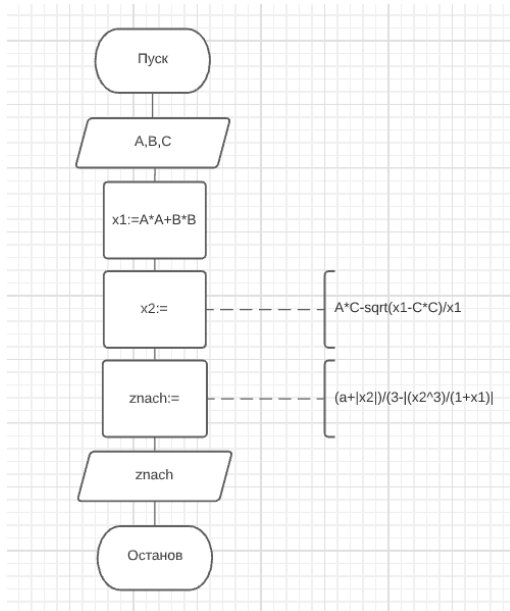 Пуск
A,B,C
x1:=A*A+B*B
x2:=
A*C-sqrt(x1-C*C)/x1
znach:=
(a+|x2|)/(3-|(x2^3)/(1+x1)|
znach
Останов